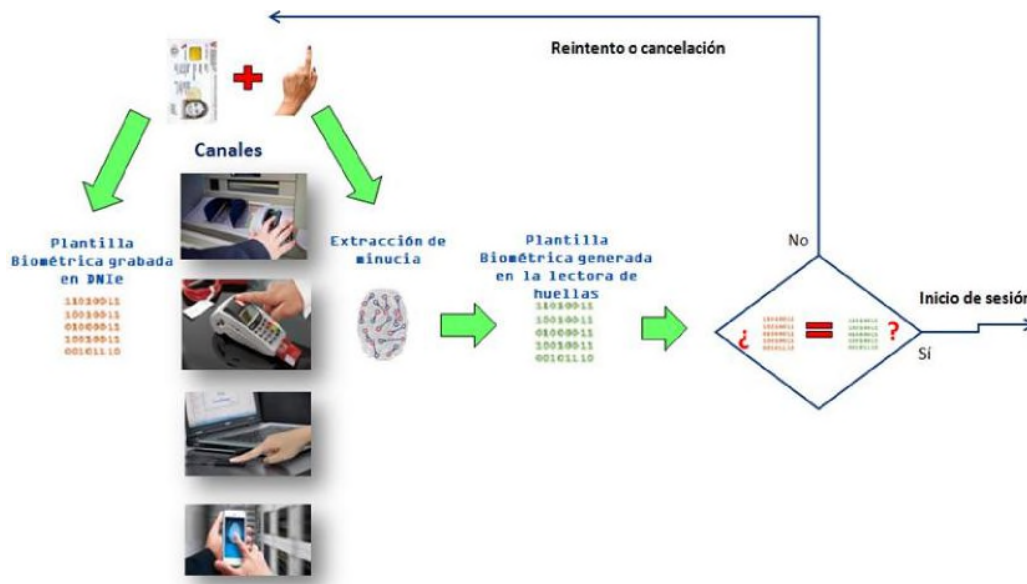 Reintento o cancelación
Canales
Plantilla
Biométrica grabada
en DNIe
11010011
10010011
01000011
10010011
00101110
Extracción de
minucia
Plantilla
Biométrica generada
en la lectora de
huellas
11010011
10010011
01000011
10010011
00101110
No
¿ = ?
Inicio de sesión
Sí